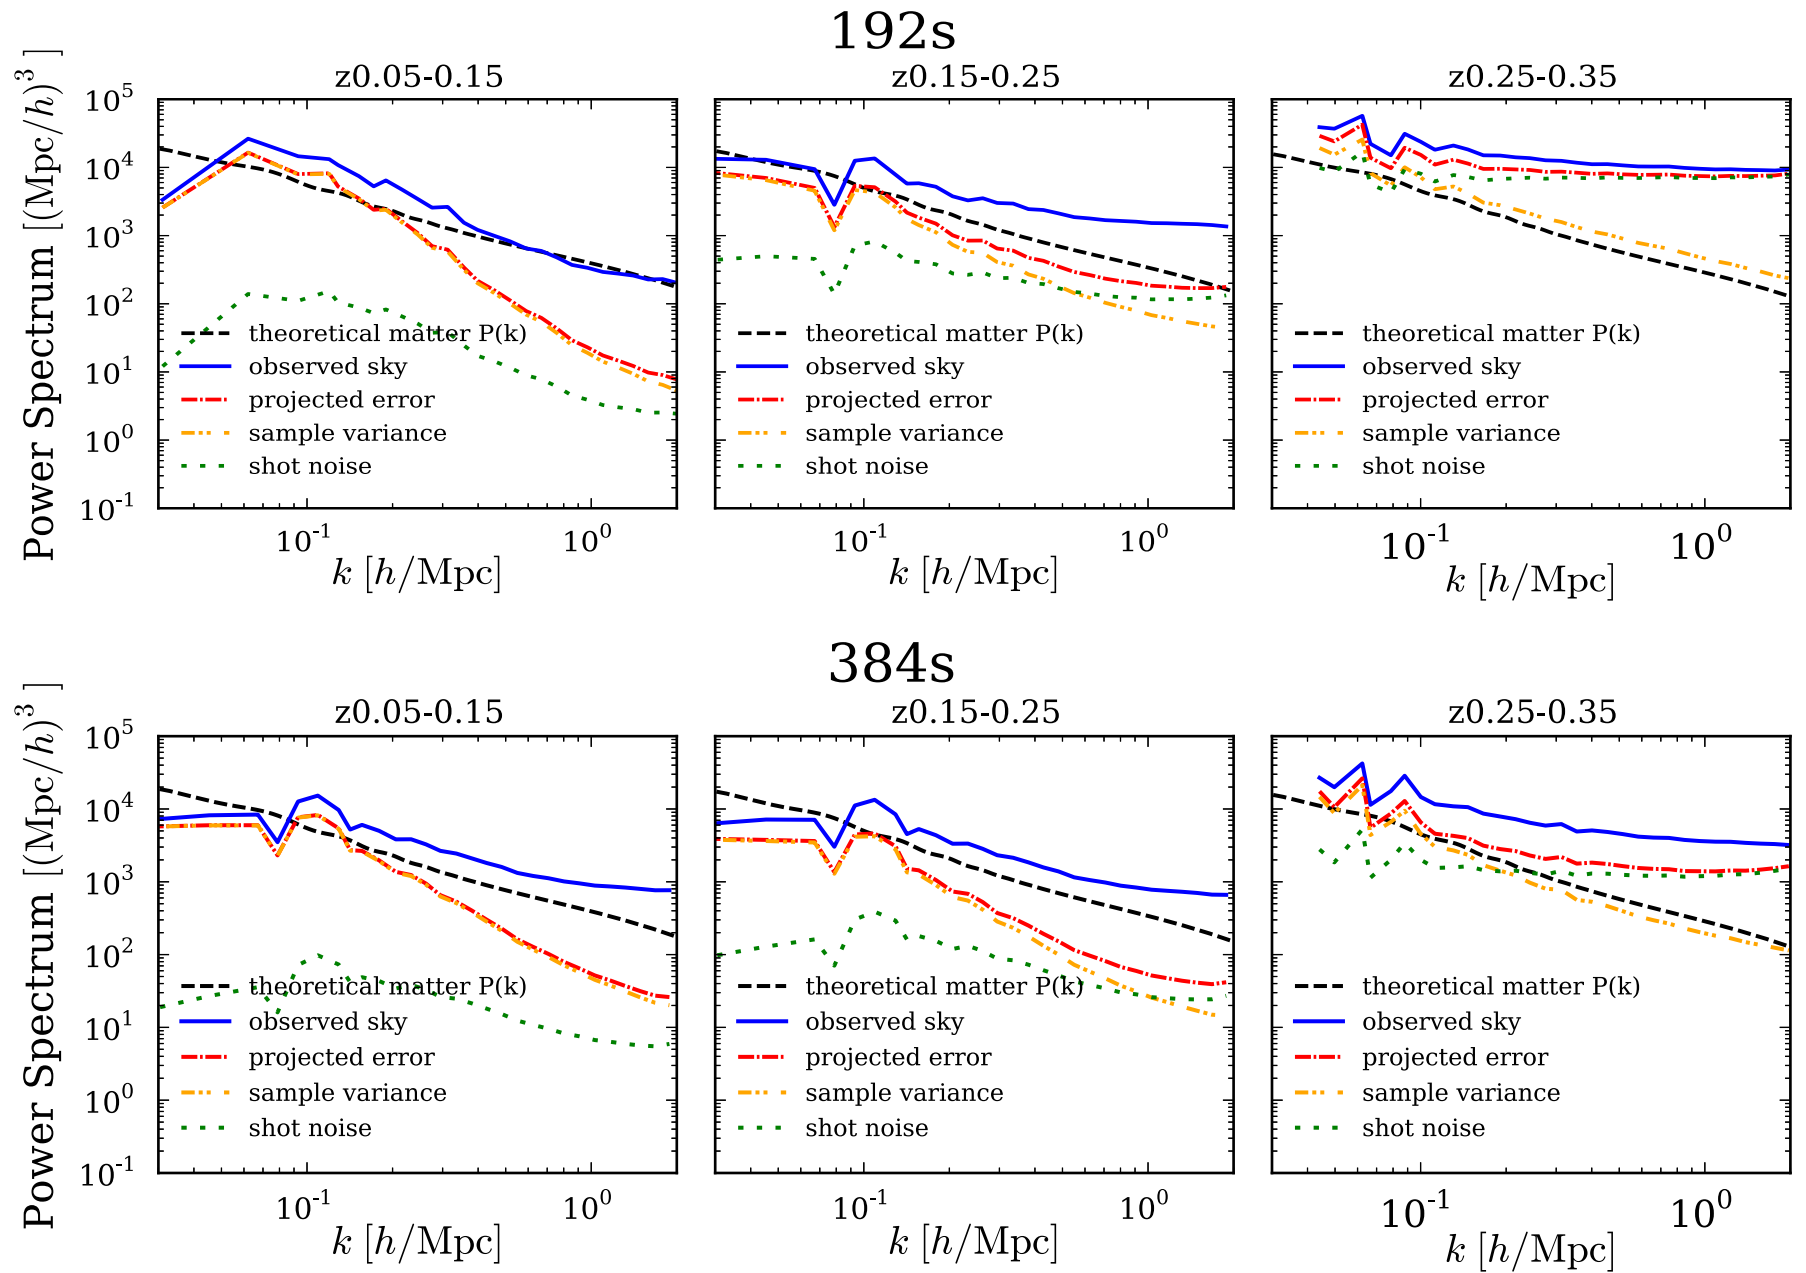 192s
z0.05-0.15 z0.15-0.25 z0.25-0.35
Power Spectrum [(Mpc/h)^3]
10^5
10^4
10^3
10^2
10^1
10^0
10^-1
theoretical matter P(k)
observed sky
projected error
sample variance
shot noise
theoretical matter P(k)
observed sky
projected error
sample variance
shot noise
theoretical matter P(k)
observed sky
projected error
sample variance
shot noise
10^-1 10^0 10^-1 10^0 10^-1 10^0
k [h/Mpc] k [h/Mpc] k [h/Mpc]
384s
z0.05-0.15 z0.15-0.25 z0.25-0.35
Power Spectrum [(Mpc/h)^3]
10^5
10^4
10^3
10^2
10^1
10^0
10^-1
theoretical matter P(k)
observed sky
projected error
sample variance
shot noise
theoretical matter P(k)
observed sky
projected error
sample variance
shot noise
theoretical matter P(k)
observed sky
projected error
sample variance
shot noise
10^-1 10^0 10^-1 10^0 10^-1 10^0
k [h/Mpc] k [h/Mpc] k [h/Mpc]